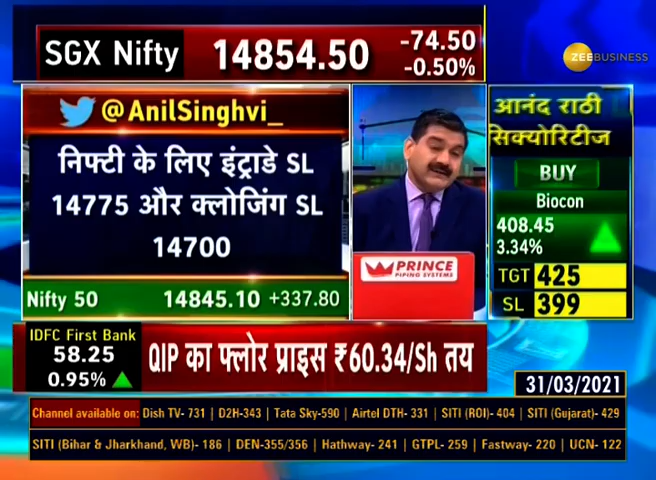 SGX Nifty 14854.50 -74.50
-0.50%
ZEE BUSINESS
@AnilSinghvi_
निफ्टी के लिए इंट्राडे SL
14775 और क्लोजिंग SL
14700
Nifty 50 14845.10 +337.80
PRINCE
PIPING SYSTEMS
आनंद राठी
सिक्योरिटीज
BUY
Biocon
408.45
3.34%
TGT 425
SL 399
IDFC First Bank
58.25
0.95%
QIP का फ्लोर प्राइस ₹60.34/Sh तय
31/03/2021
Channel available on: Dish TV- 731 | D2H-343 | Tata Sky-590 | Airtel DTH- 331 | SITI (ROI)- 404 | SITI (Gujarat)- 429
SITI (Bihar & Jharkhand, WB)- 186 | DEN-355/356 | Hathway- 241 | GTPL- 259 | Fastway- 220 | UCN- 122